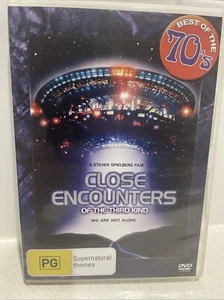 BEST OF THE
70's
A STEVEN SPIELBERG FILM
CLOSE
ENCOUNTERS
OF THE THIRD KIND
WE ARE NOT ALONE
PG
Supernatural
themes
DVD